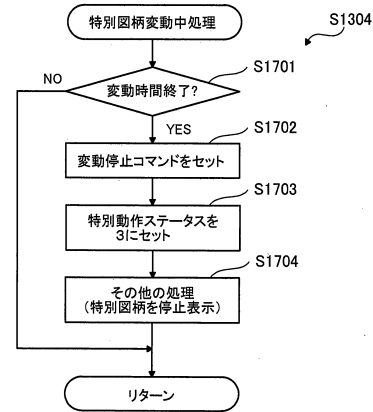 特別図柄変動中処理
S1304
S1701
変動時間終了?
NO
YES
S1702
変動停止コマンドをセット
S1703
特別動作ステータスを
3にセット
S1704
その他の処理
(特別図柄を停止表示)
リターン